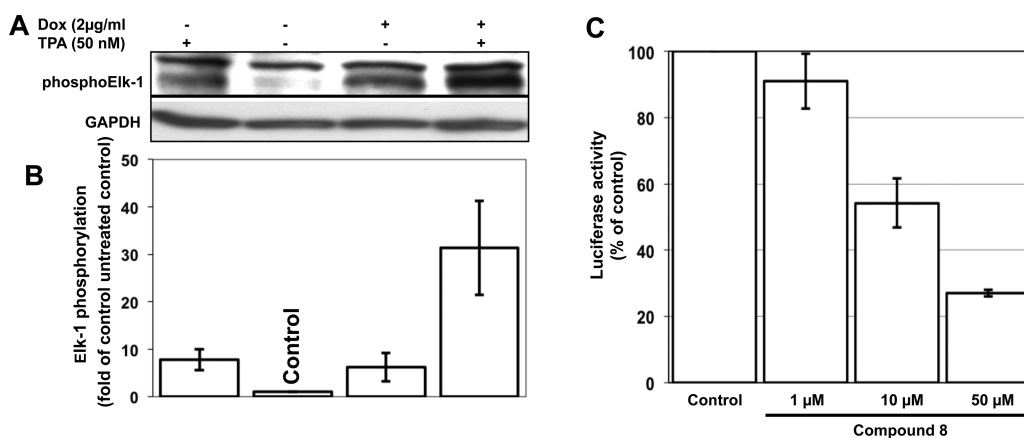 A
Dox (2µg/ml - - + +
TPA (50 nM) + - - +
phosphoElk-1
GAPDH
B
Elk-1 phosphorylation
(fold of control untreated control)
50
40
30
20
10
0
Control
C
Luciferase activity
(% of control)
100
80
60
40
20
0
Control 1 µM 10 µM 50 µM
Compound 8